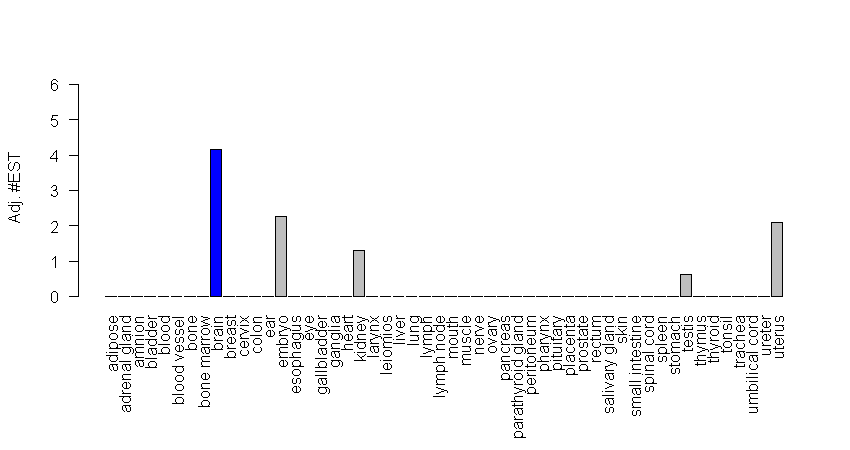 Adj. #EST
6
5
4
3
2
1
0
adipose
adrenal gland
amnion
bladder
blood
blood vessel
bone
bone marrow
brain
breast
cervix
colon
ear
embryo
esophagus
eye
gallbladder
ganglia
heart
kidney
larynx
leiomios
liver
lung
lymph
lymph node
mouth
muscle
nerve
ovary
pancreas
parathyroid gland
peritoneum
pharynx
pituitary
placenta
prostate
rectum
salivary gland
skin
small intestine
spinal cord
spleen
stomach
testis
thymus
thyroid
tonsil
trachea
umbilical cord
ureter
uterus